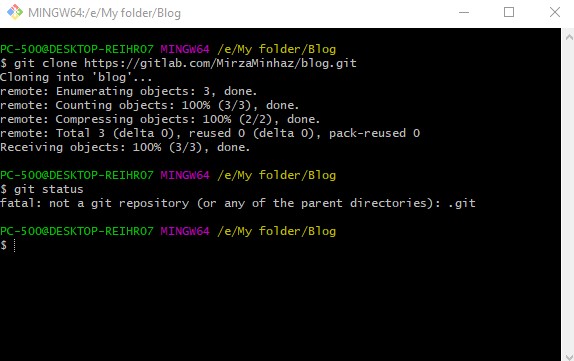 MINGW64:/e/My folder/Blog
PC-500@DESKTOP-REIHRO7 MINGW64 /e/My folder/Blog
$ git clone https://gitlab.com/MirzaMinhaz/blog.git
Cloning into 'blog'...
remote: Enumerating objects: 3, done.
remote: Counting objects: 100% (3/3), done.
remote: Compressing objects: 100% (2/2), done.
remote: Total 3 (delta 0), reused 0 (delta 0), pack-reused 0
Receiving objects: 100% (3/3), done.
PC-500@DESKTOP-REIHRO7 MINGW64 /e/My folder/Blog
$ git status
fatal: not a git repository (or any of the parent directories): .git
PC-500@DESKTOP-REIHRO7 MINGW64 /e/My folder/Blog
$